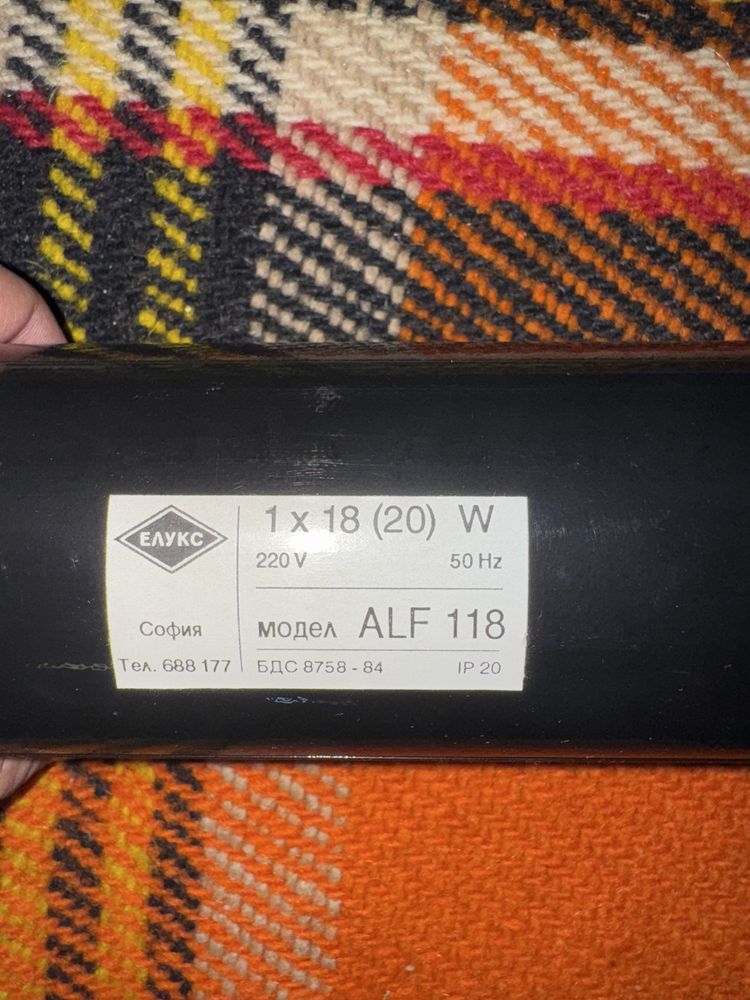 ЕЛУКС
София
Тел. 688 177
1 x 18 (20) W
220 V 50 Hz
модел ALF 118
БДС 8758 - 84 IP 20